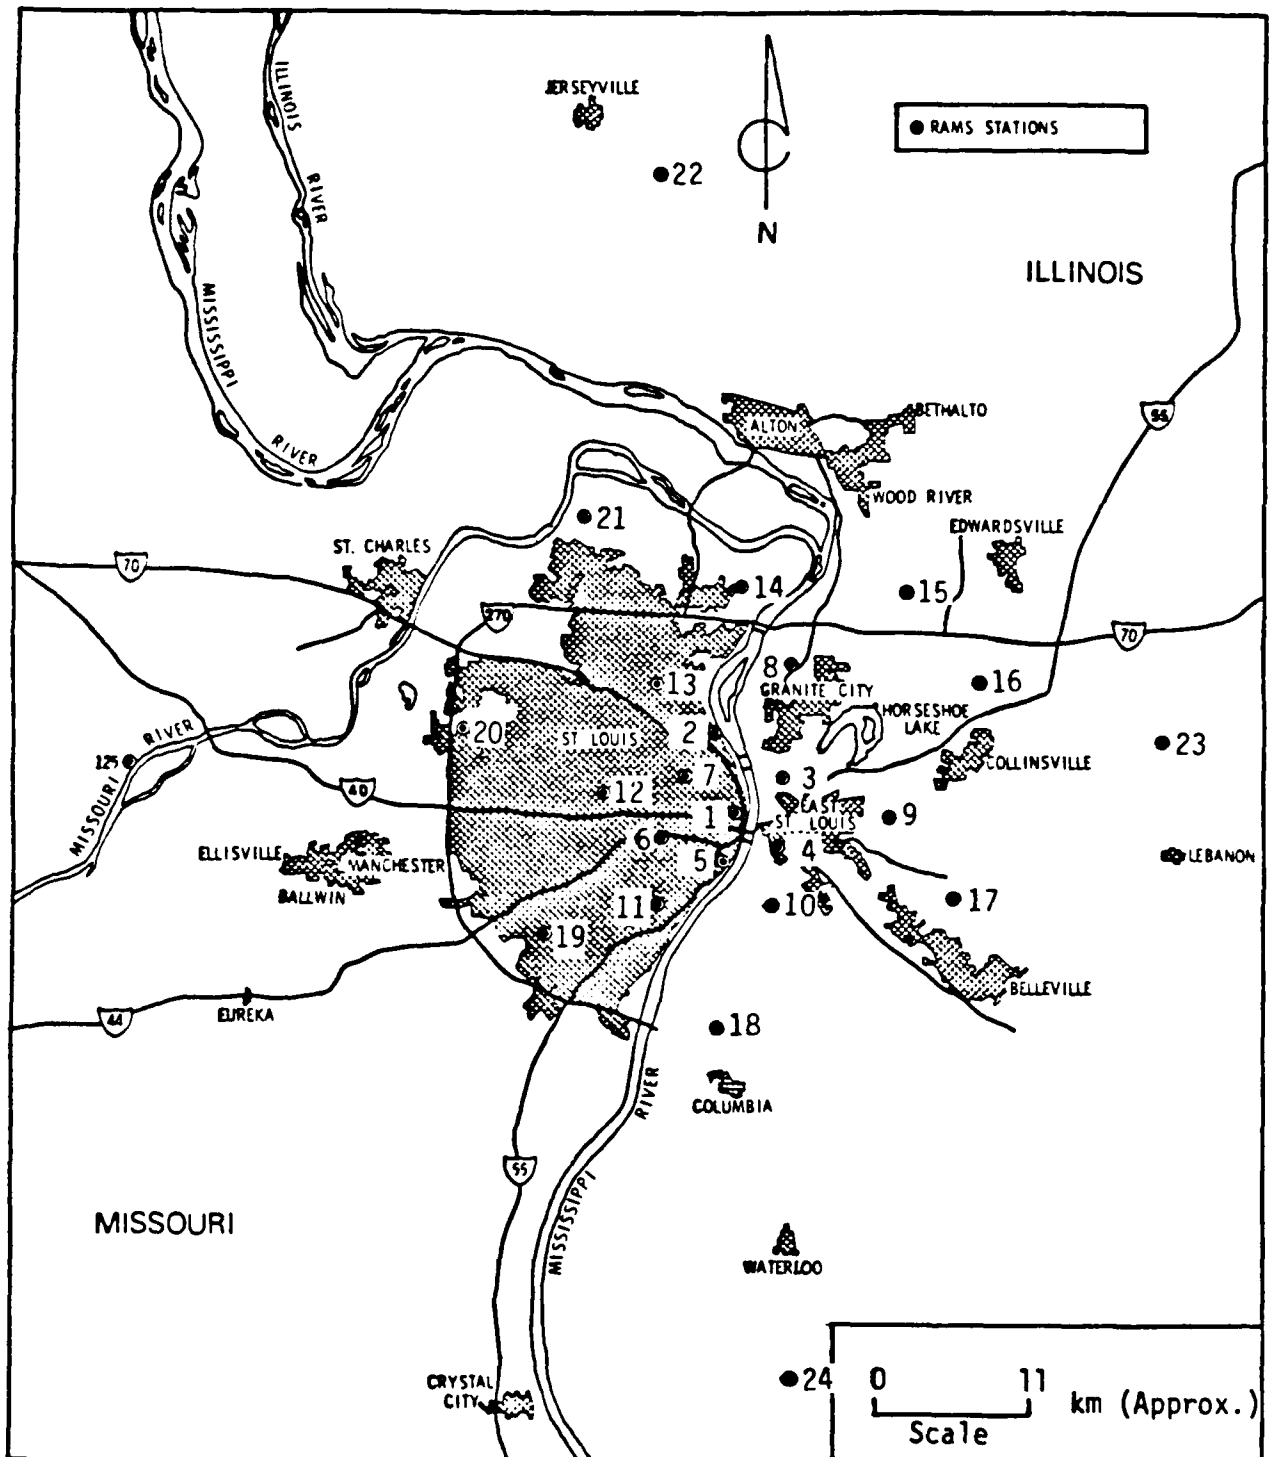 JERSEYVILLE
ILLINOIS
RIVER
RAMS STATIONS
22
N
ILLINOIS
MISSISSIPPI
RIVER
ALTON
BETHALTO
55
WOOD RIVER
21
EDWARDSVILLE
ST. CHARLES
70
14
15
270
70
8
13
GRANITE CITY
16
HORSESHOE
LAKE
20
ST LOUIS
2
23
RIVER
125
COLLINSVILLE
MISSOURI
7
3
40
12
1
EAST
ST. LOUIS
9
6
ELLISVILLE
MANCHESTER
5
4
LEBANON
BALLWIN
11
10
17
19
BELLEVILLE
EUREKA
44
18
COLUMBIA
RIVER
55
MISSISSIPPI
MISSOURI
WATERLOO
CRYSTAL
CITY
24
0 11
km (Approx.)
Scale